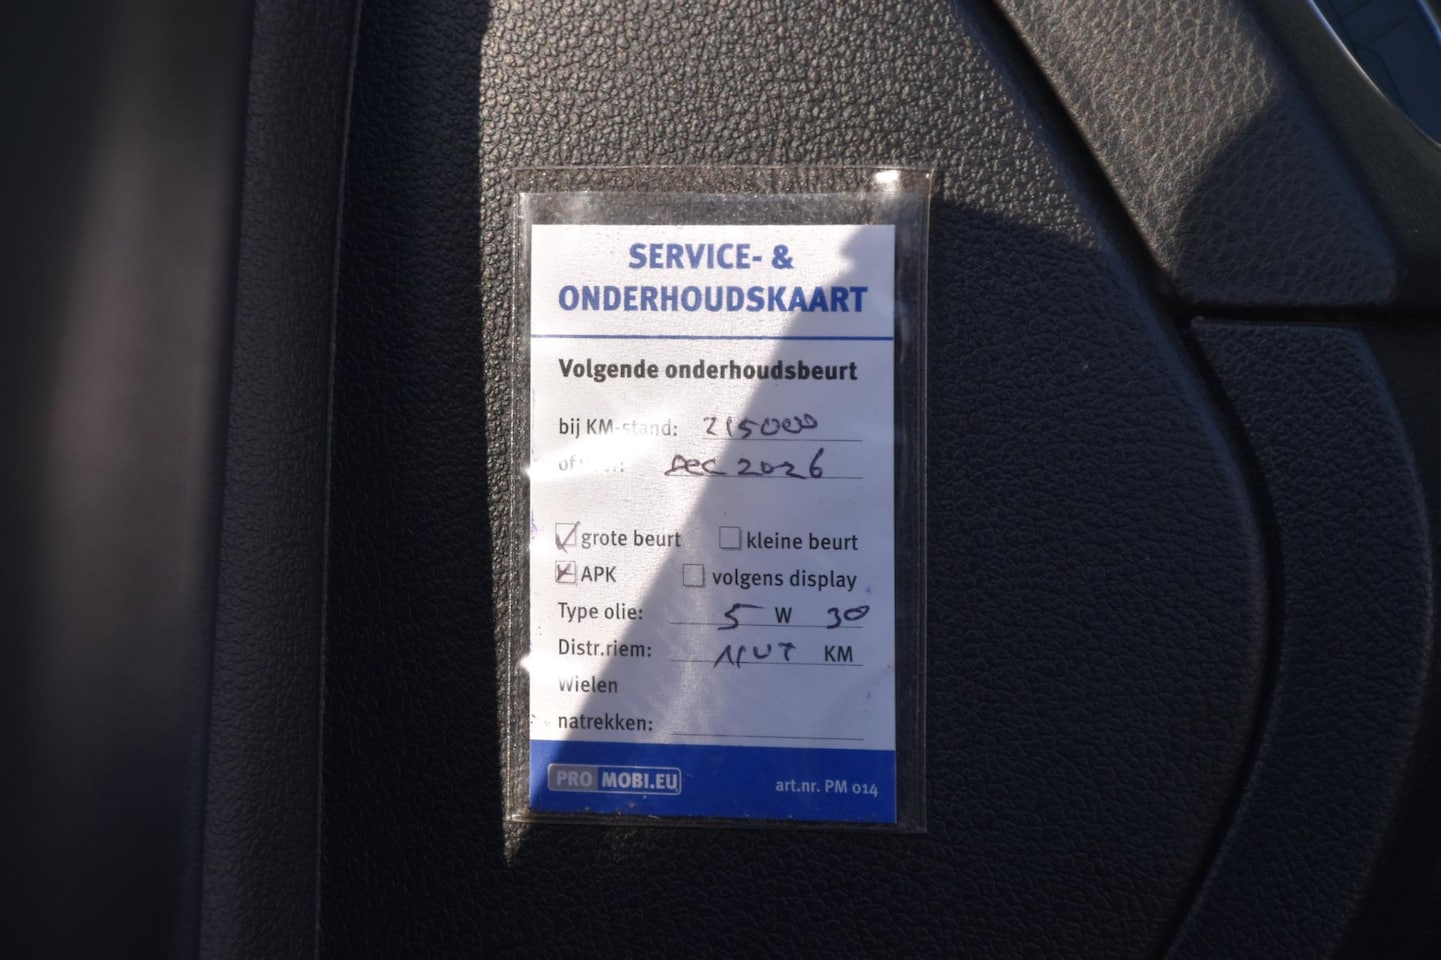 SERVICE- &
ONDERHOUDSKAART
Volgende onderhoudsbeurt
bij KM-stand: 215000
of Dec 2026
grote beurt kleine beurt
APK volgens display
Type olie: 5 W 30
Distr.riem: KM
Wielen
natrekken:
PRO MOBI.EU art.nr. PM 014